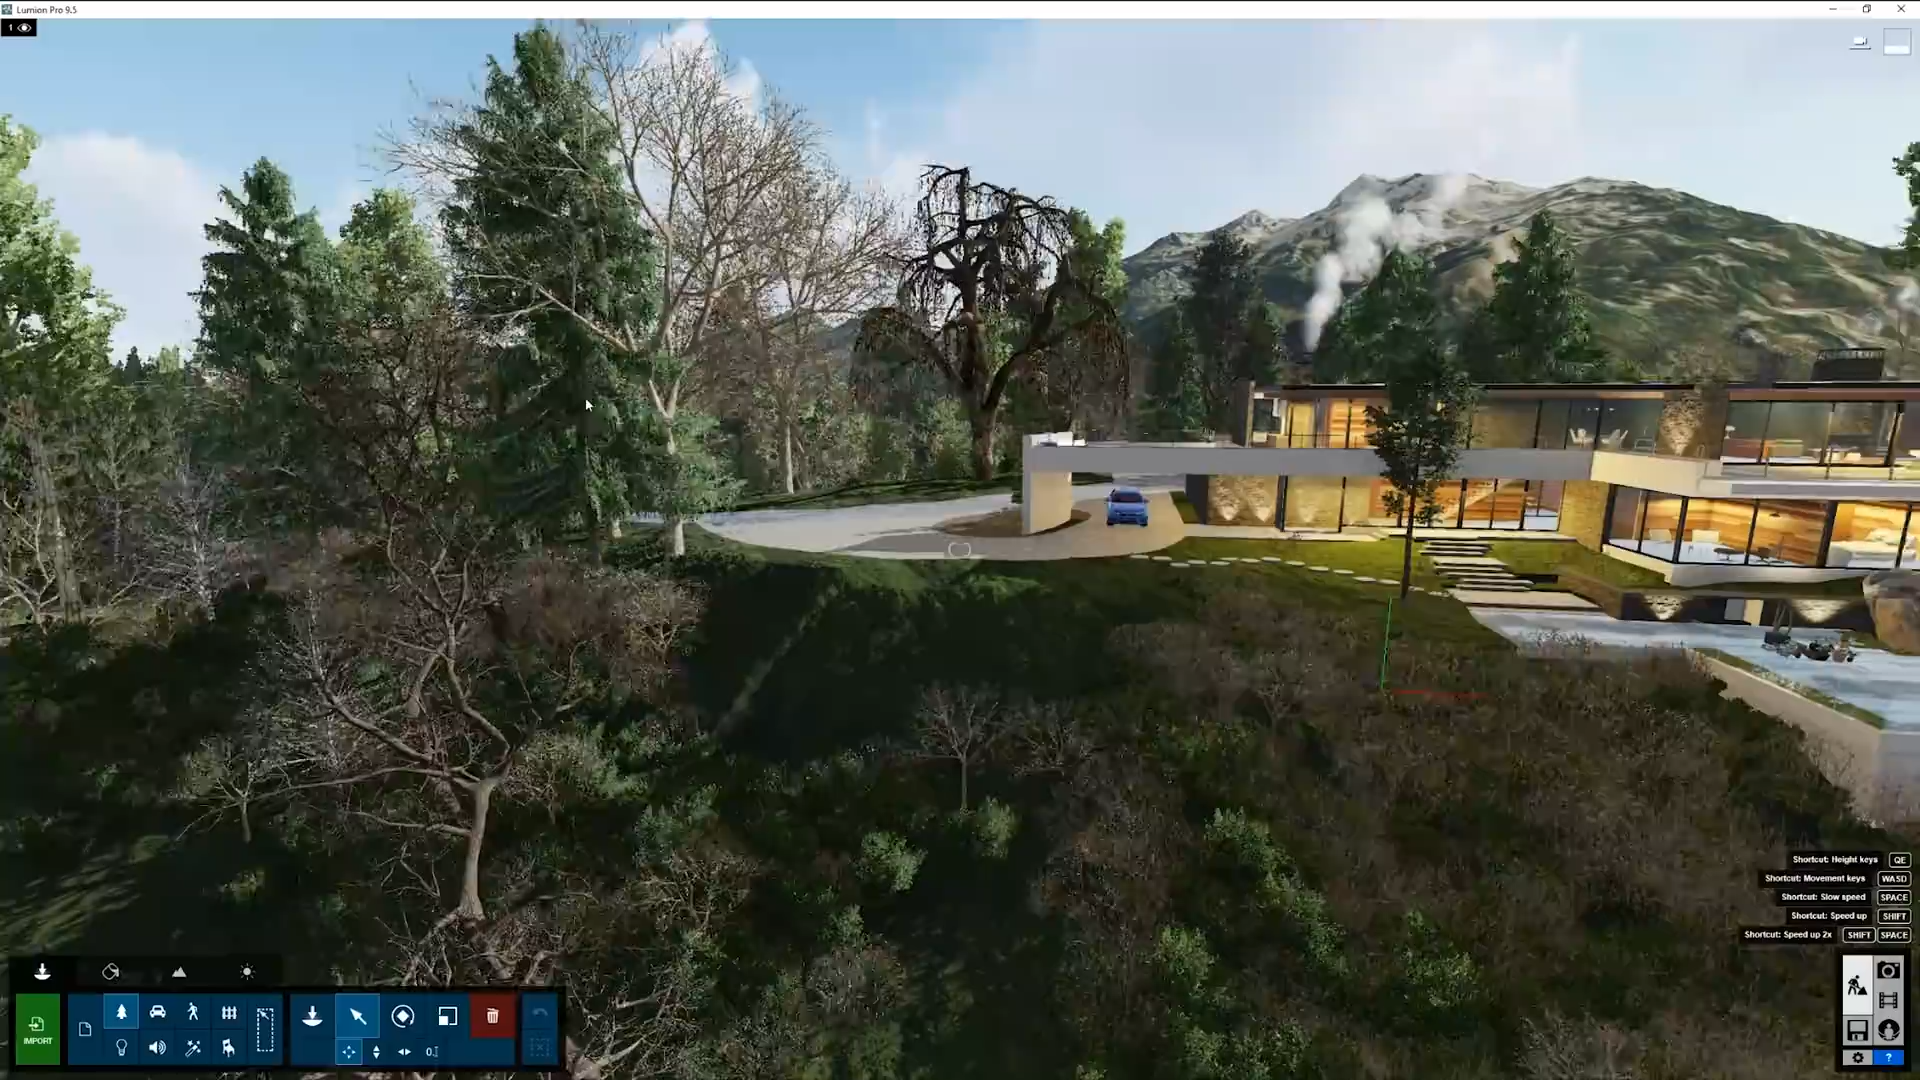 Lumion Pro 9.5
1
Shortcut: Height keys QE
Shortcut: Movement keys WASD
Shortcut: Slow speed SPACE
Shortcut: Speed up SHIFT
Shortcut: Speed up 2x SHIFT SPACE
IMPORT
?